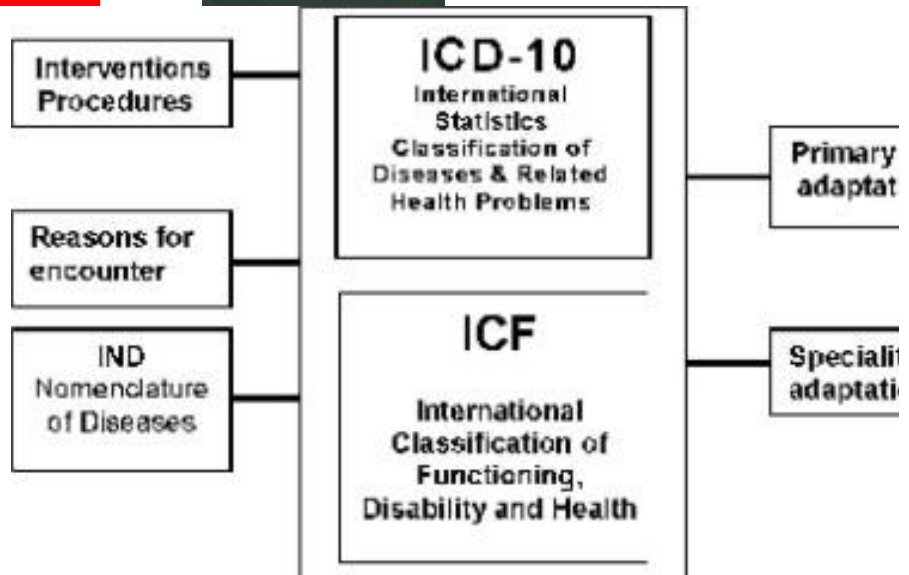 Interventions
Procedures
Reasons for
encounter
IND
Nomenclature
of Diseases
ICD-10
International
Statistics
Classification of
Diseases & Related
Health Problems
ICF
International
Classification of
Functioning,
Disability and Health
Primary
Specialit